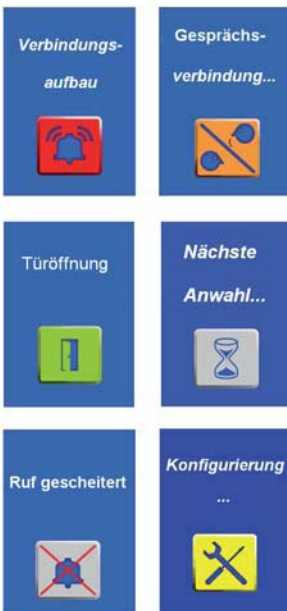 Verbindungs-
aufbau
Gesprächs-
verbindung...
Türöffnung
Nächste
Anwahl...
Ruf gescheitert
Konfigurierung
...